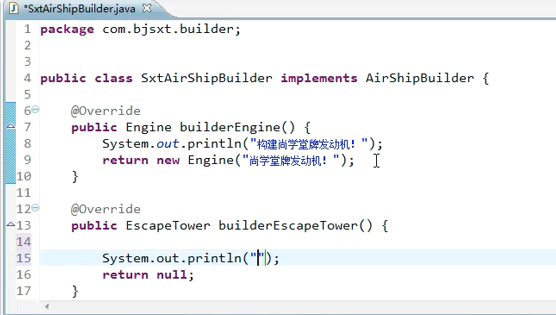 *SxtAirShipBuilder.java
1 package com.bjsxt.builder;
2
3
4 public class SxtAirShipBuilder implements AirShipBuilder {
5
6 @Override
7 public Engine builderEngine() {
8 System.out.println("构建尚学堂牌发动机！");
9 return new Engine("尚学堂牌发动机！");
10 }
11
12 @Override
13 public EscapeTower builderEscapeTower() {
14
15 System.out.println("");
16 return null;
17 }